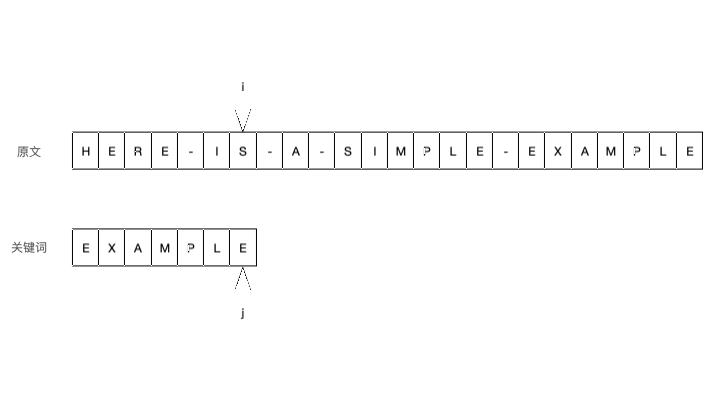 i
原文 H E R E - I S - A - S I M P L E - E X A M P L E
关键词 E X A M P L E
j